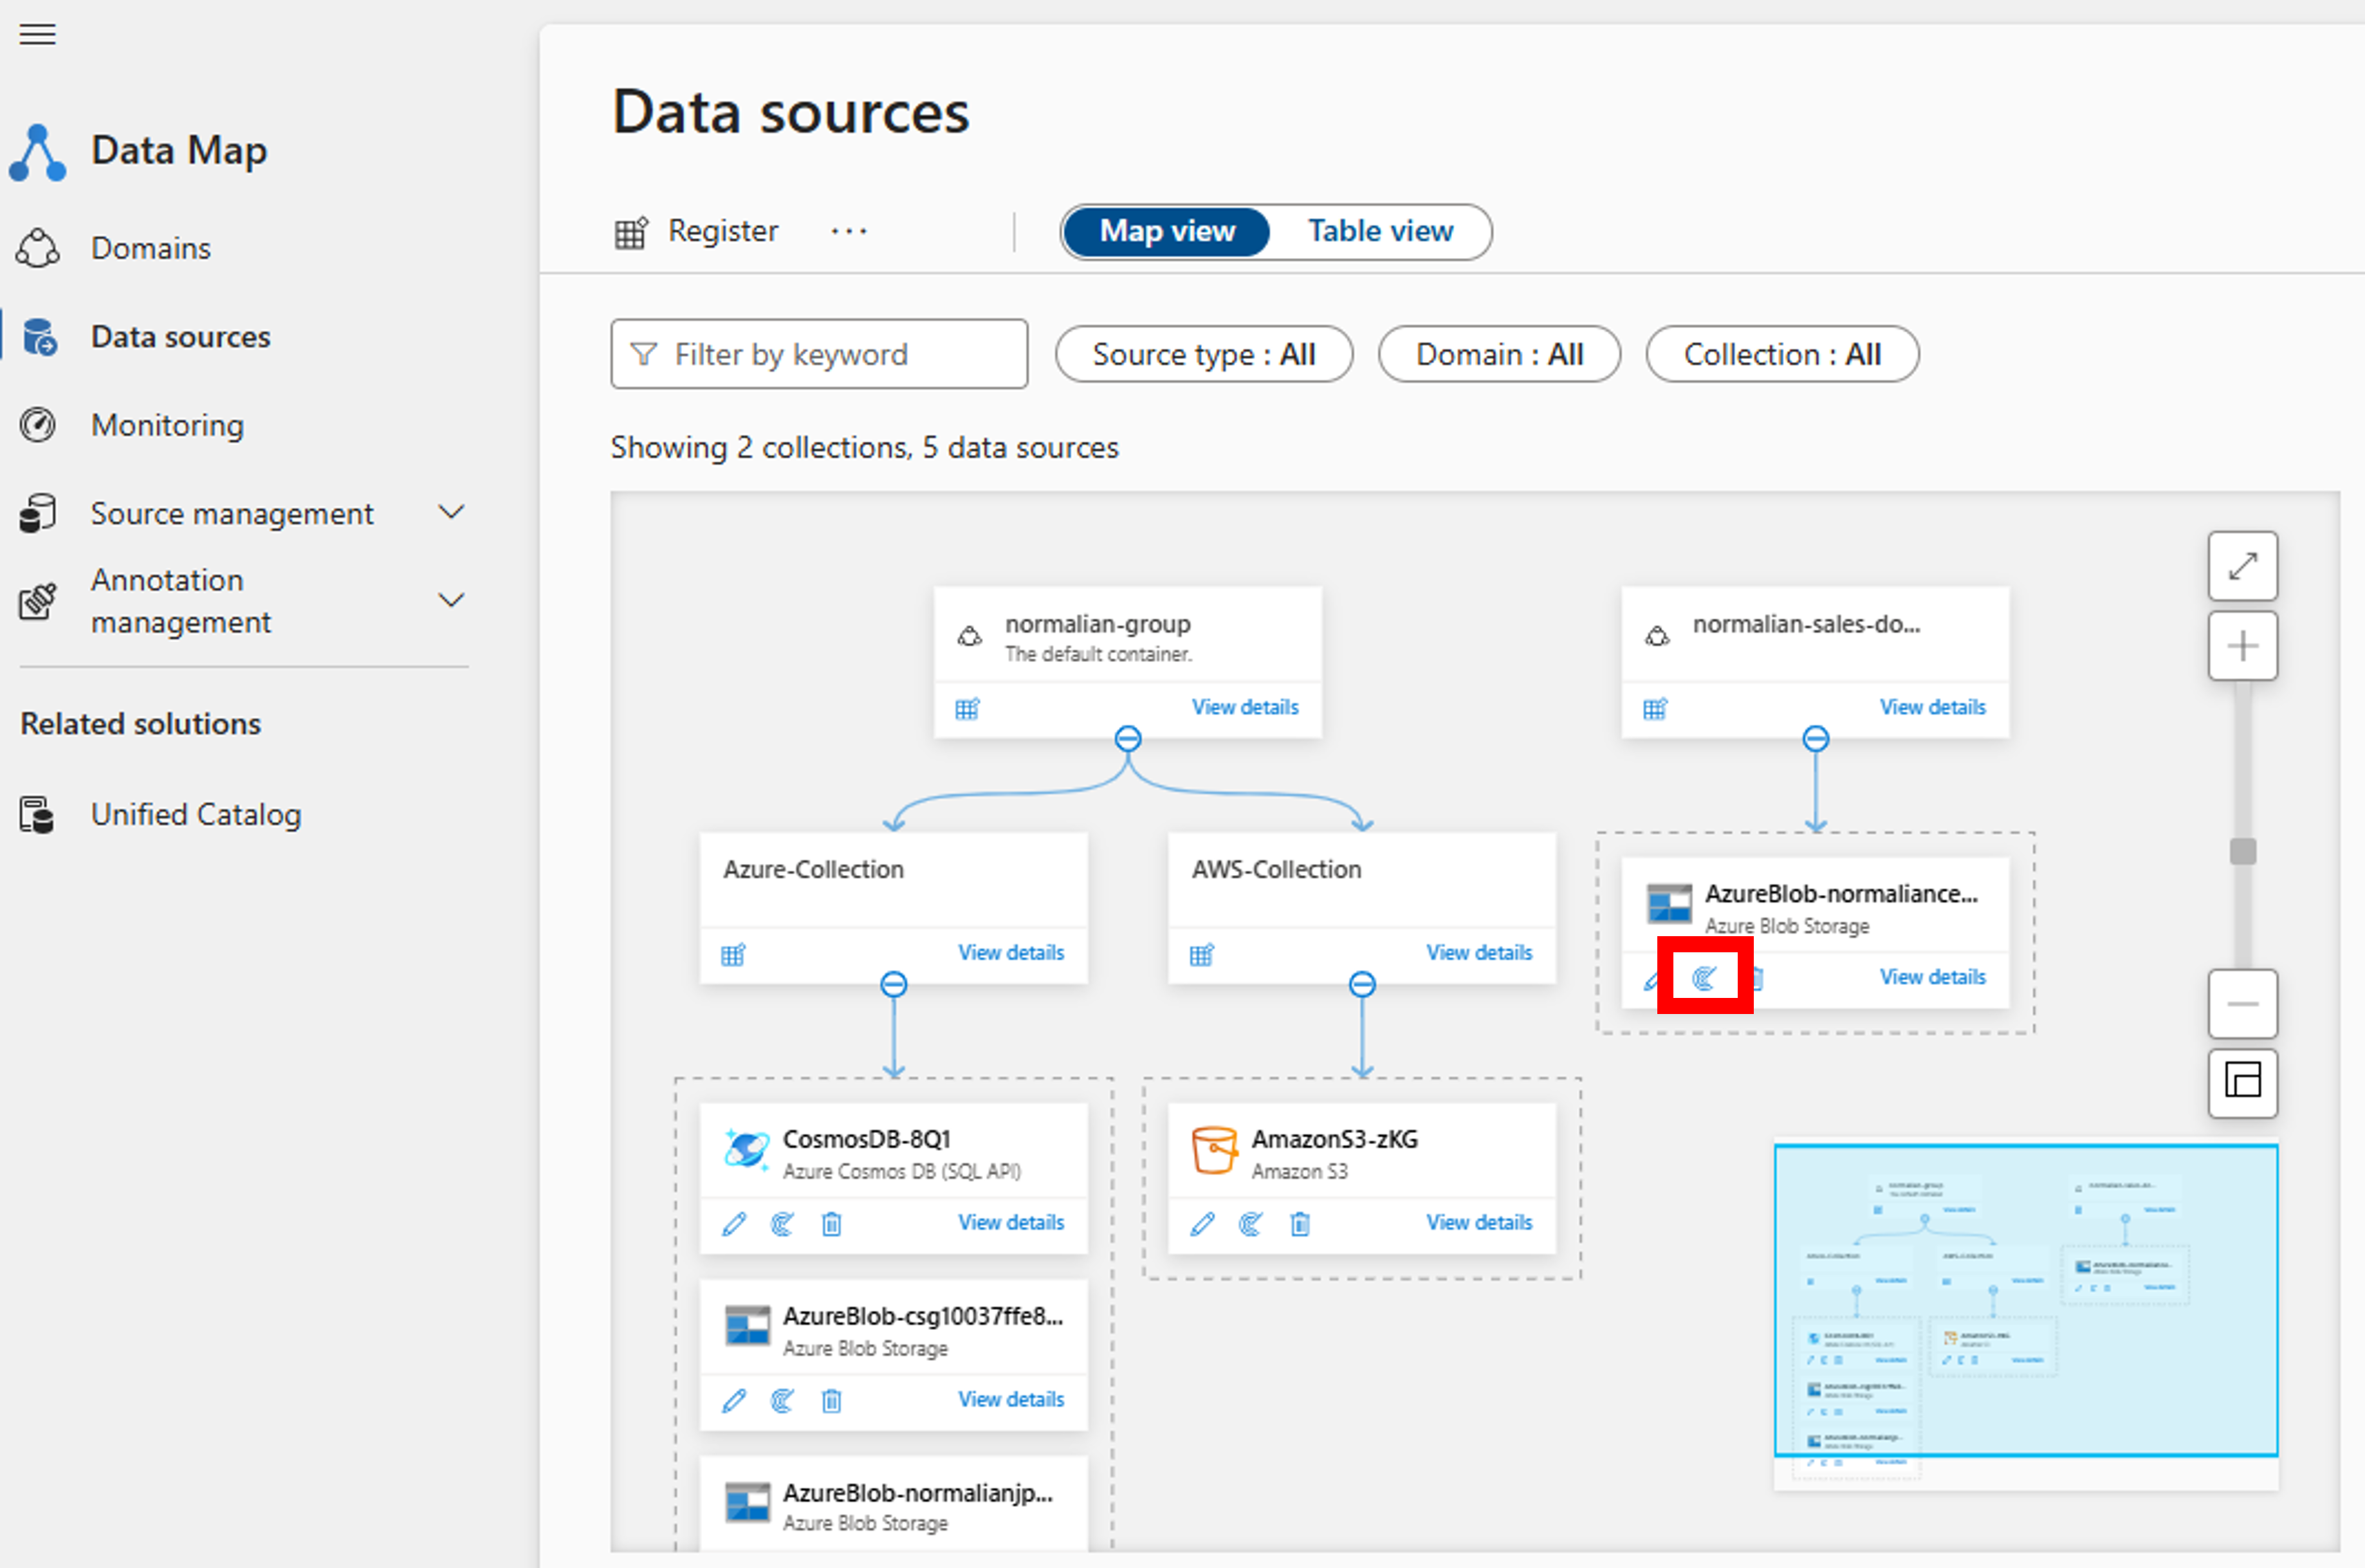 Data Map
Domains
Data sources
Monitoring
Source management
Annotation
management
Related solutions
Unified Catalog
Data sources
Register
Map view
Table view
Filter by keyword
Source type : All
Domain : All
Collection : All
Showing 2 collections, 5 data sources
normalian-group
The default container.
View details
normalian-sales-do...
View details
Azure-Collection
View details
AWS-Collection
View details
AzureBlob-normaliance...
Azure Blob Storage
View details
CosmosDB-8Q1
Azure Cosmos DB (SQL API)
View details
AmazonS3-zKG
Amazon S3
View details
AzureBlob-csg10037ffe8...
Azure Blob Storage
View details
AzureBlob-normalianjp...
Azure Blob Storage